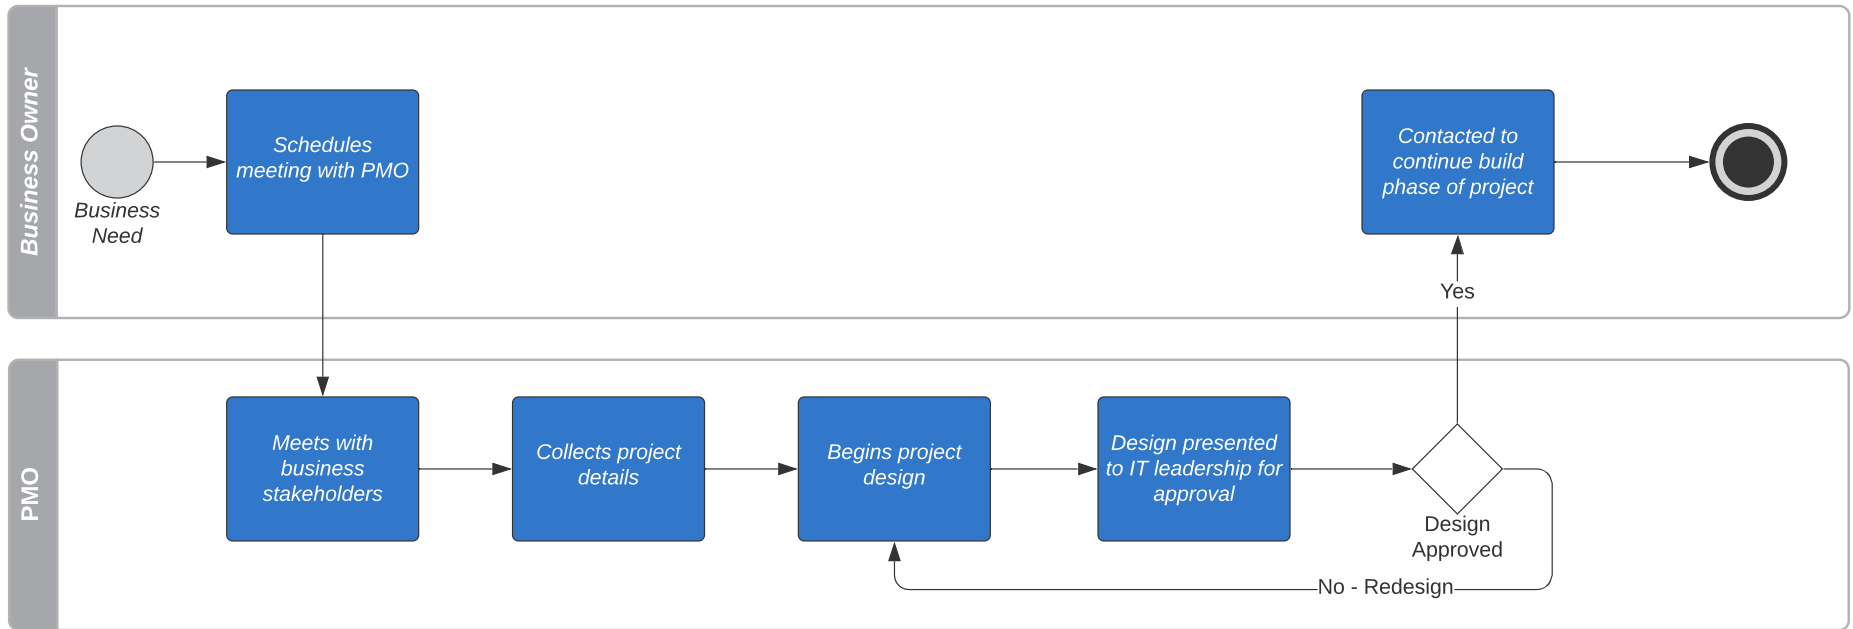 Business Owner
Business
Need
Schedules
meeting with PMO
Contacted to
continue build
phase of project
Yes
PMO
Meets with
business
stakeholders
Collects project
details
Begins project
design
Design presented
to IT leadership for
approval
Design
Approved
No - Redesign